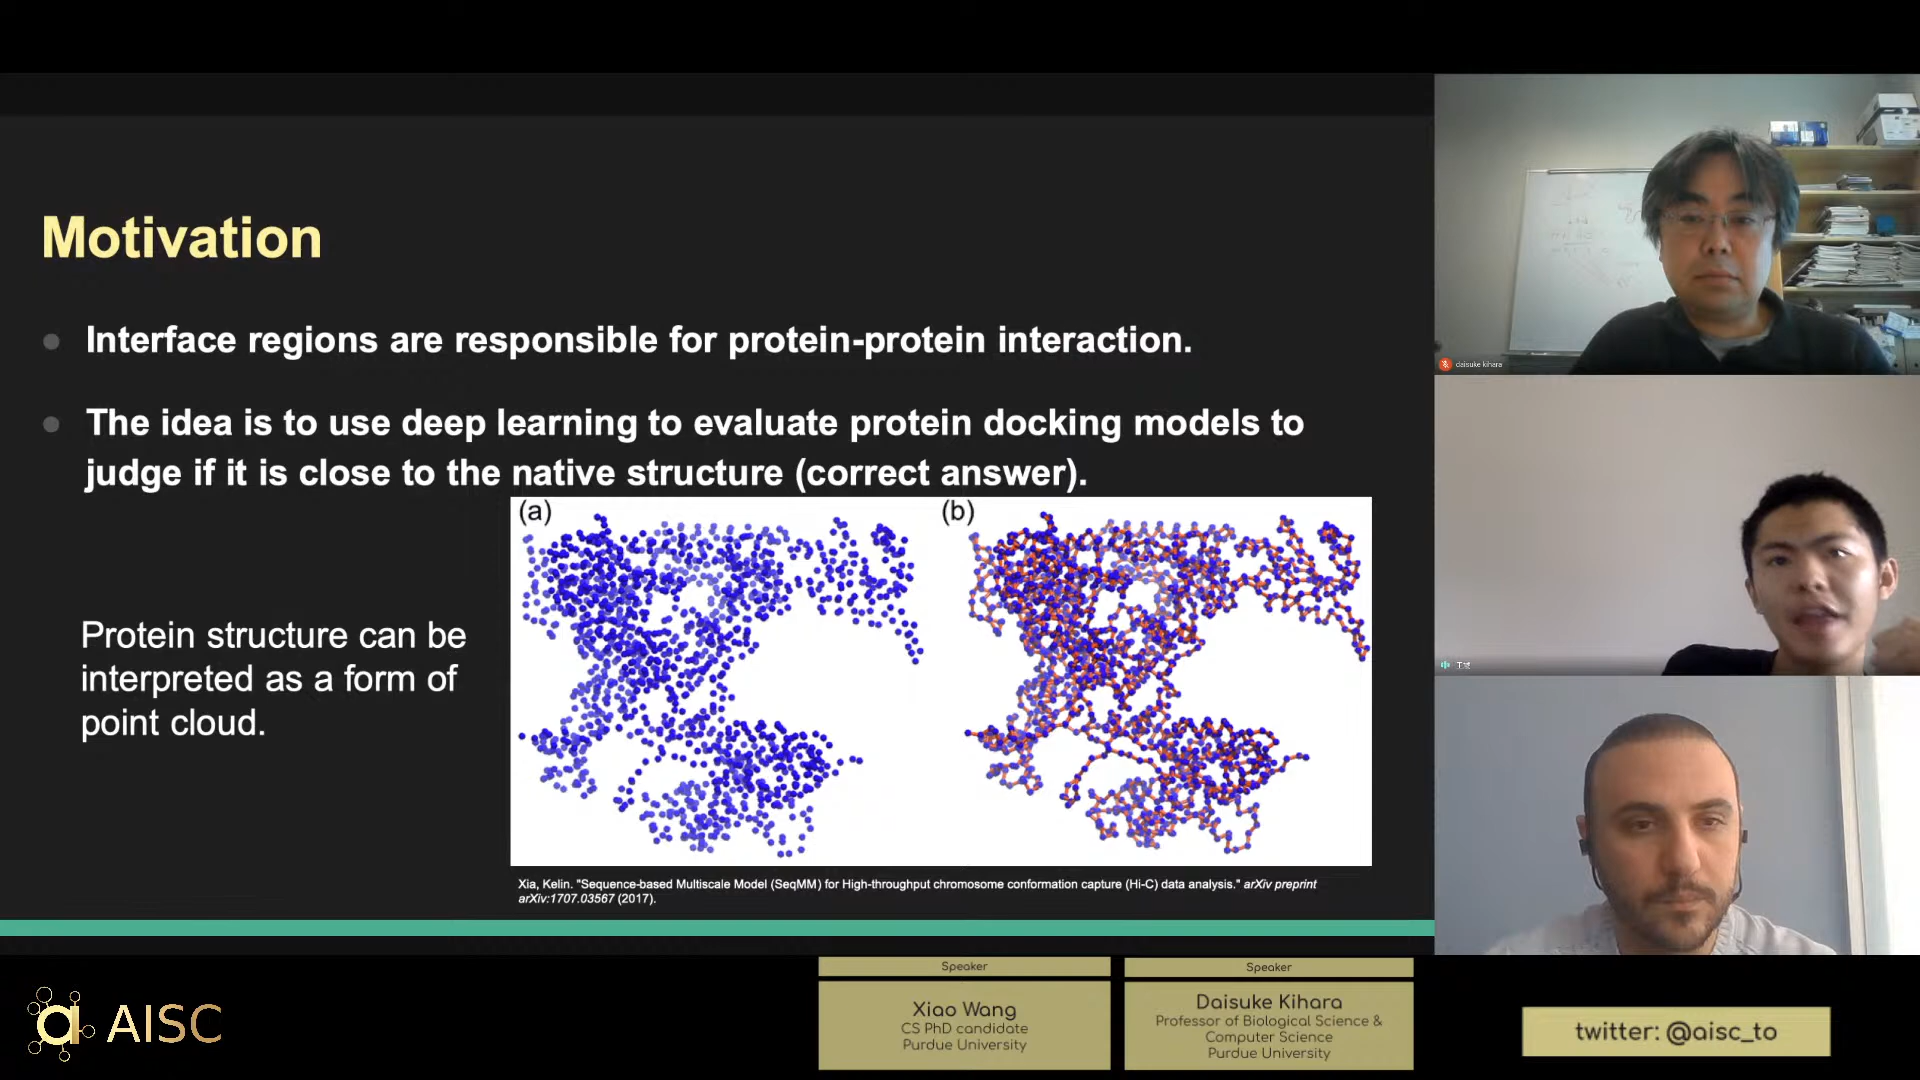 Motivation
Interface regions are responsible for protein-protein interaction.
The idea is to use deep learning to evaluate protein docking models to
judge if it is close to the native structure (correct answer).
(a)
(b)
Protein structure can be
interpreted as a form of
point cloud.
Xia, Kelin. "Sequence-based Multiscale Model (SeqMM) for High-throughput chromosome conformation capture (Hi-C) data analysis." arXiv preprint
arXiv:1707.03567 (2017).
daisuke kihara
AISC
Speaker
Xiao Wang
CS PhD candidate
Purdue University
Speaker
Daisuke Kihara
Professor of Biological Science &
Computer Science
Purdue University
twitter: @aisc_to